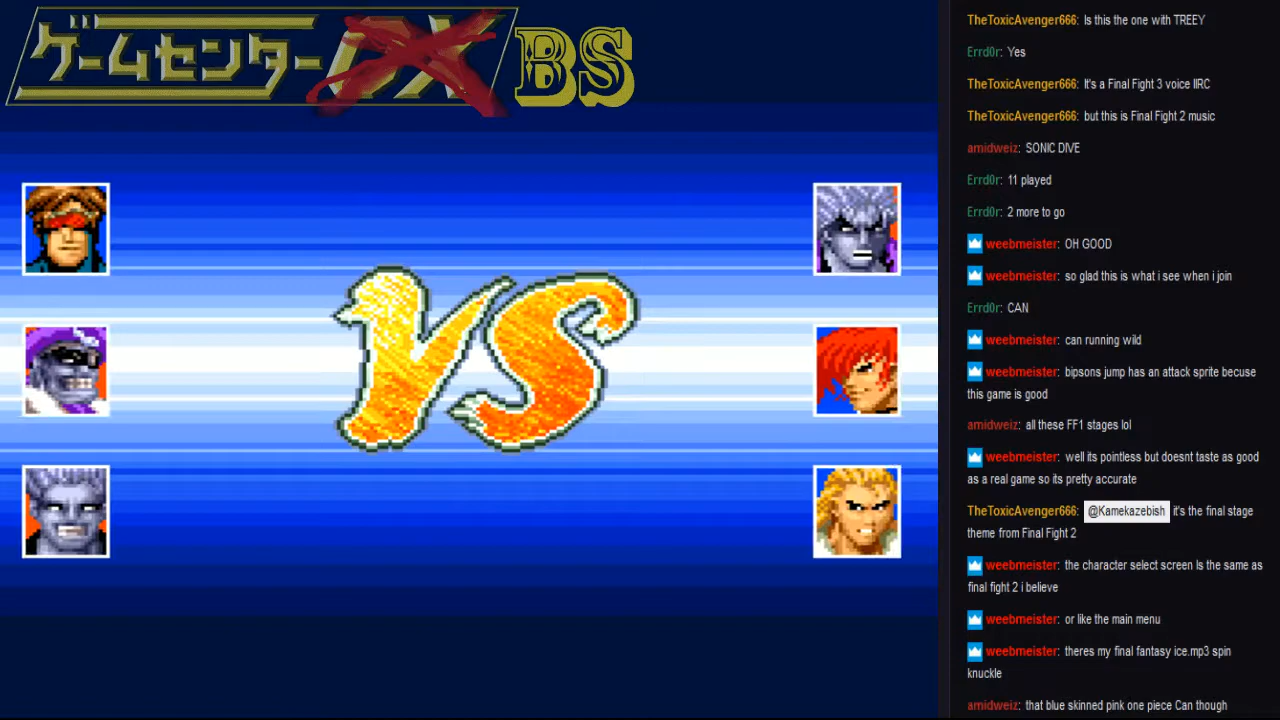 ゲームセンターCX BS
VS
TheToxicAvenger666: Is this the one with TREEY
Errd0r: Yes
TheToxicAvenger666: It's a Final Fight 3 voice IIRC
TheToxicAvenger666: but this is Final Fight 2 music
amidweiz: SONIC DIVE
Errd0r: 11 played
Errd0r: 2 more to go
weebmeister: OH GOOD
weebmeister: so glad this is what i see when i join
Errd0r: CAN
weebmeister: can running wild
weebmeister: bipsons jump has an attack sprite becuse
this game is good
amidweiz: all these FF1 stages lol
weebmeister: well its pointless but doesnt taste as good
as a real game so its pretty accurate
TheToxicAvenger666: @Kamekazebish it's the final stage
theme from Final Fight 2
weebmeister: the character select screen Is the same as
final fight 2 i believe
weebmeister: or like the main menu
weebmeister: theres my final fantasy ice.mp3 spin
knuckle
amidweiz: that blue skinned pink one piece Can though